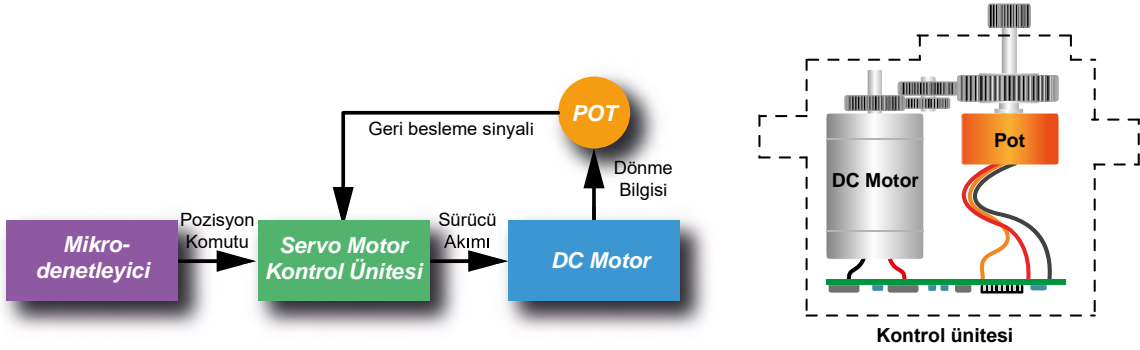 POT
Geri besleme sinyali
Dönme
Bilgisi
Pozisyon
Komutu
Sürücü
Akımı
Mikro-
denetleyici
Servo Motor
Kontrol Ünitesi
DC Motor
Pot
DC Motor
Kontrol ünitesi